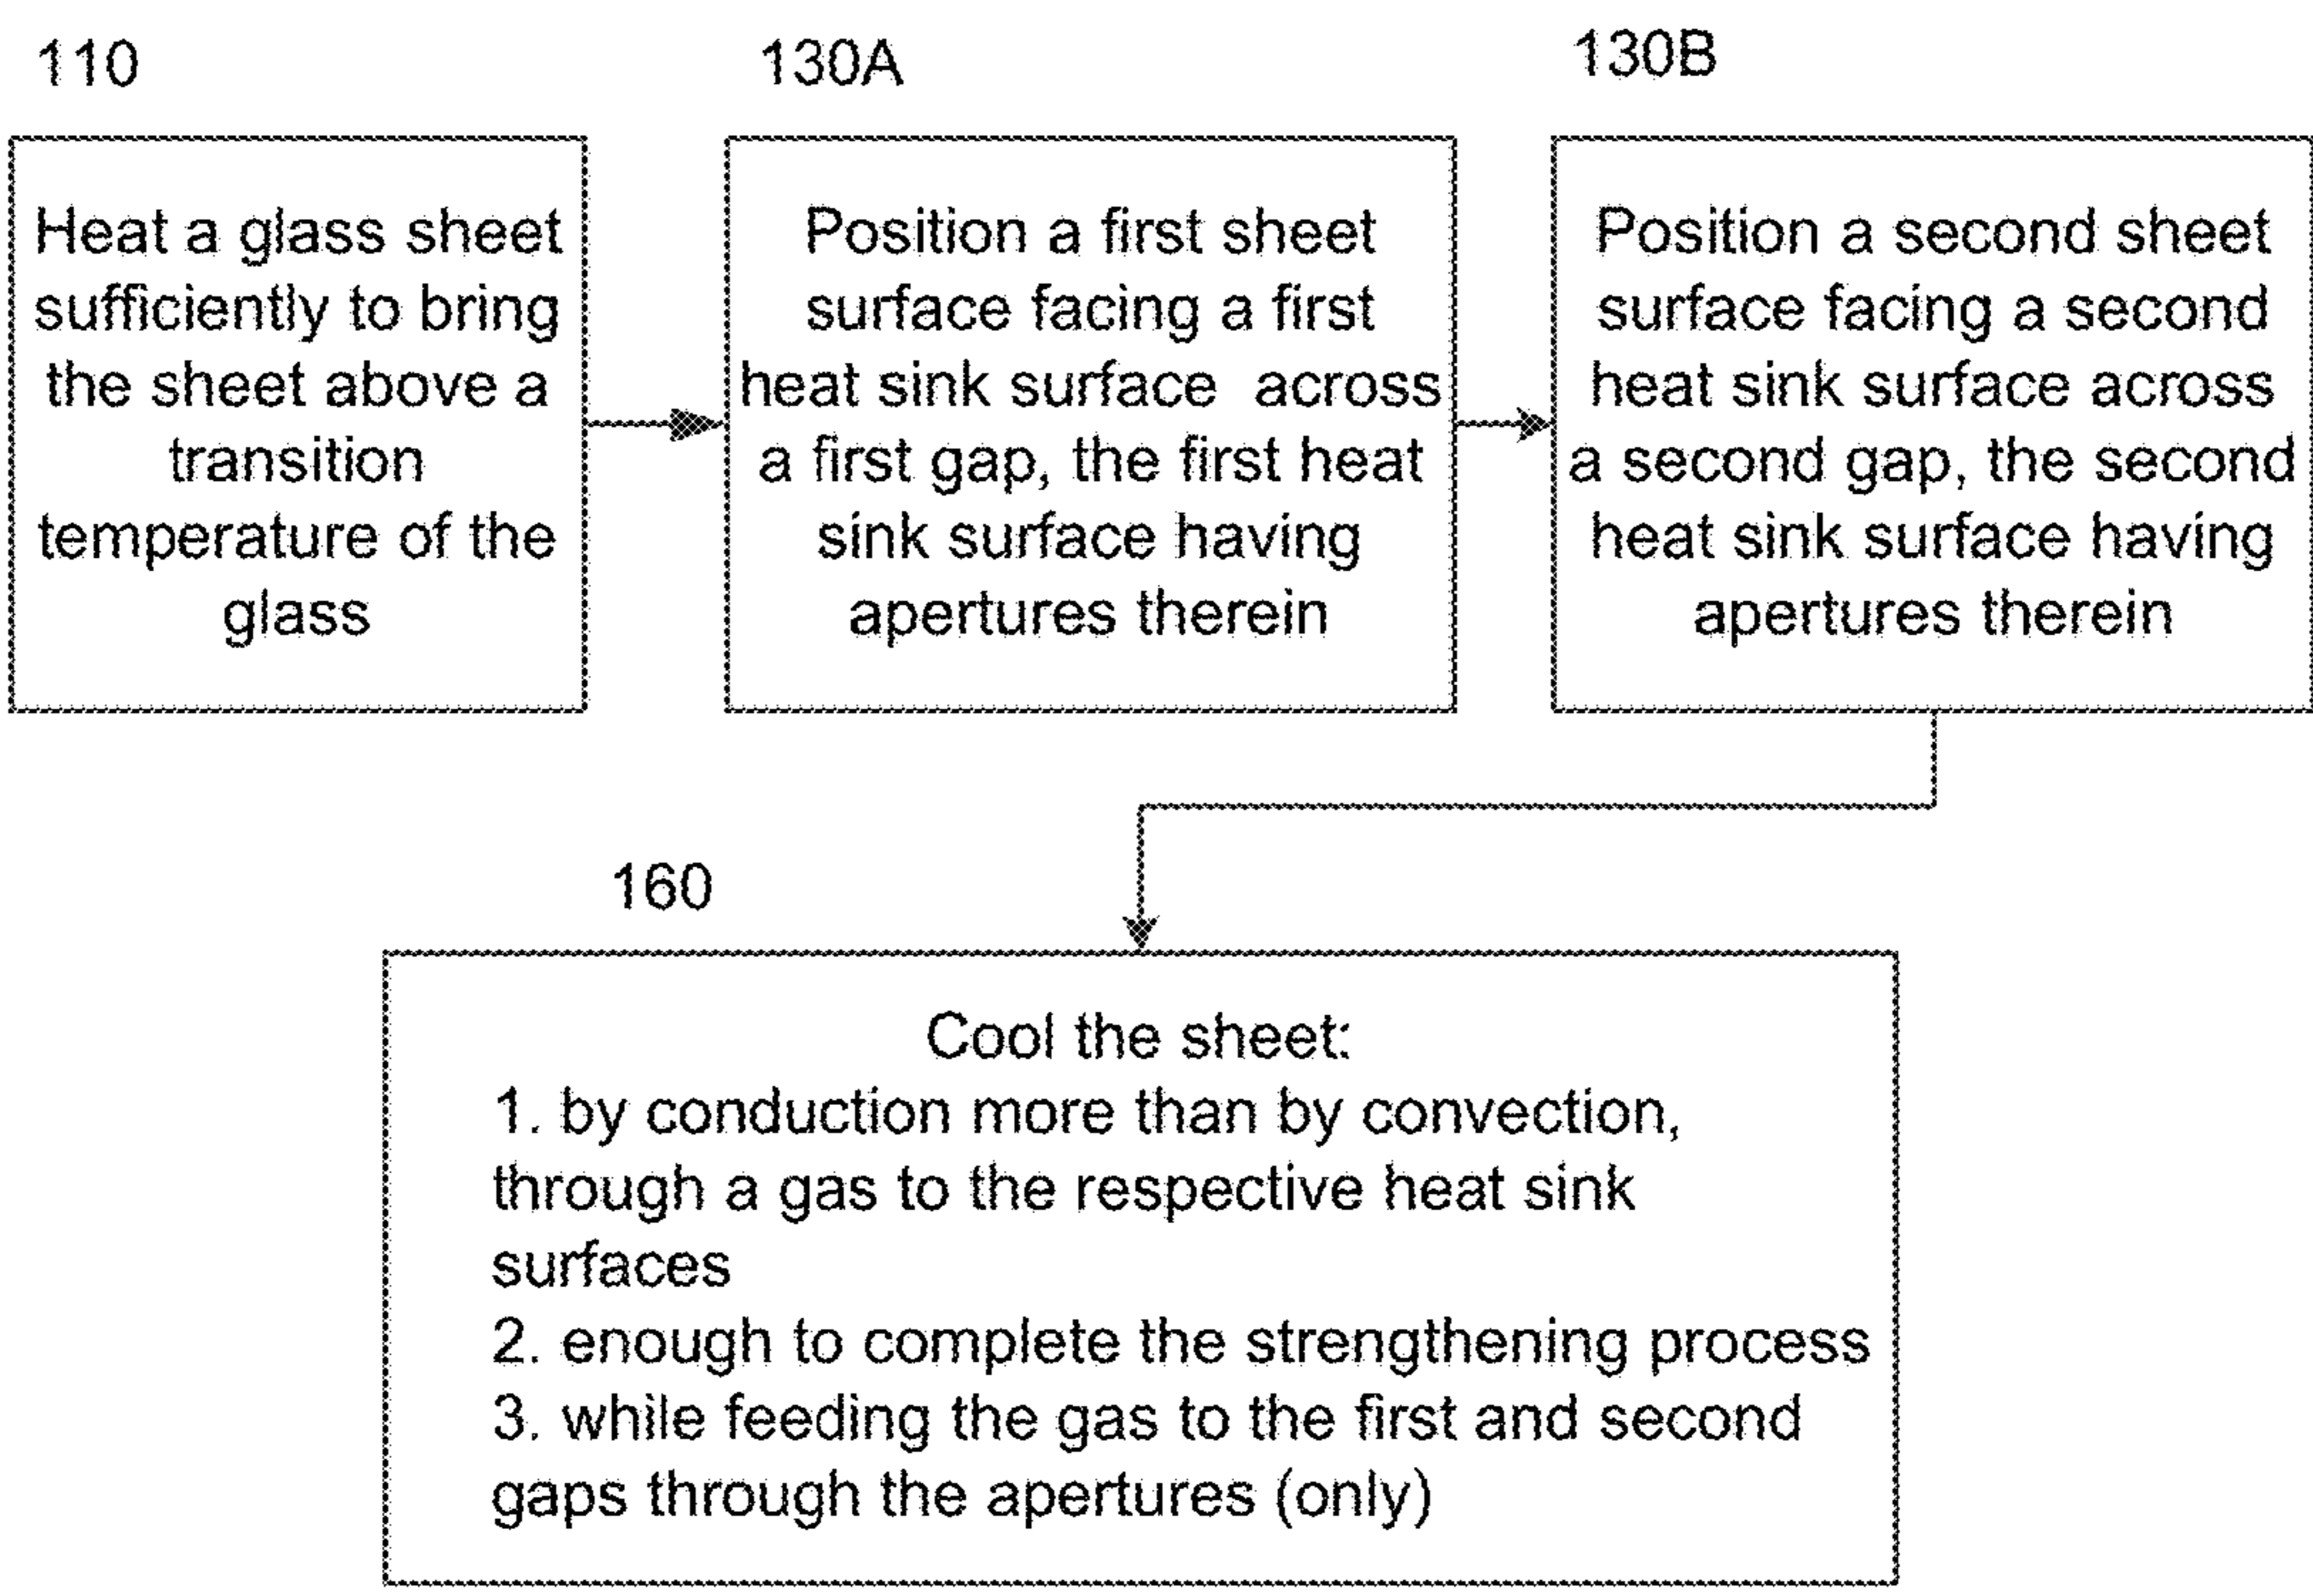 110
Heat a glass sheet
sufficiently to bring
the sheet above a
transition
temperature of the
glass
130A
Position a first sheet
surface facing a first
heat sink surface across
a first gap, the first heat
sink surface having
apertures therein
130B
Position a second sheet
surface facing a second
heat sink surface across
a second gap, the second
heat sink surface having
apertures therein
160
Cool the sheet:
1. by conduction more than by convection,
through a gas to the respective heat sink
surfaces
2. enough to complete the strengthening process
3. while feeding the gas to the first and second
gaps through the apertures (only)